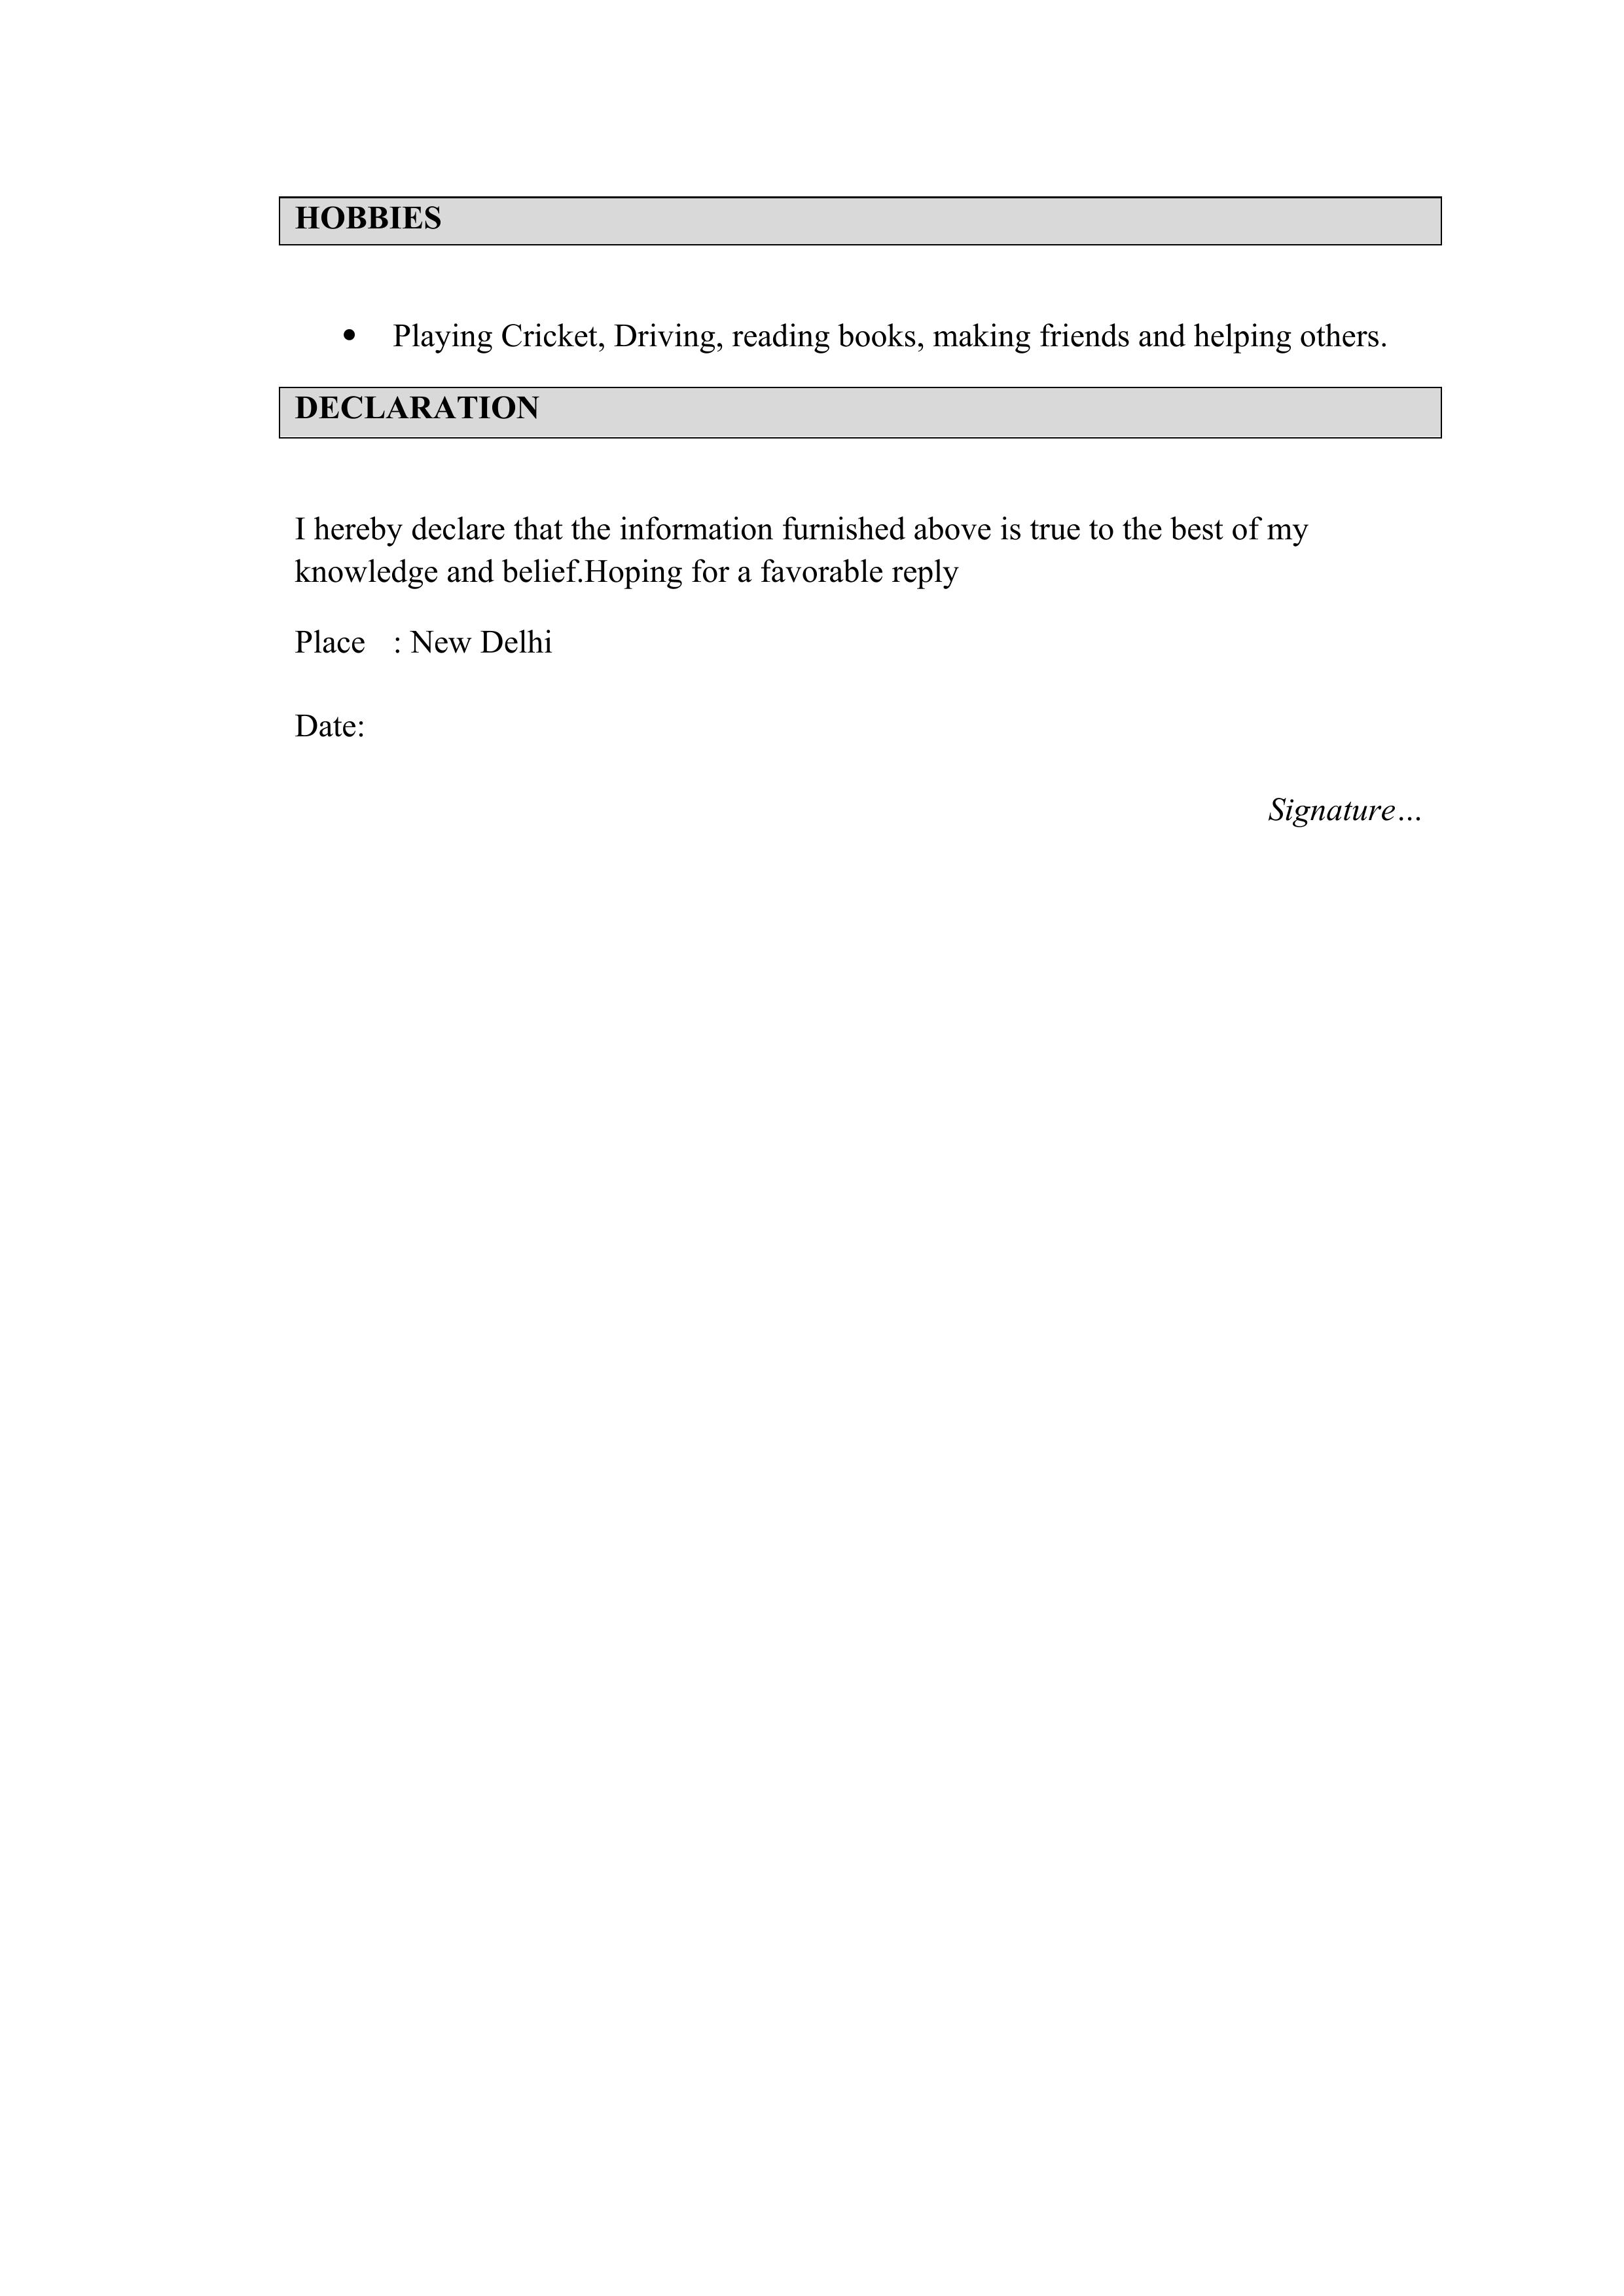 HOBBIES
• Playing Cricket, Driving, reading books, making friends and helping others.
DECLARATION
I hereby declare that the information furnished above is true to the best of my
knowledge and belief.Hoping for a favorable reply
Place : New Delhi
Date:
Signature…